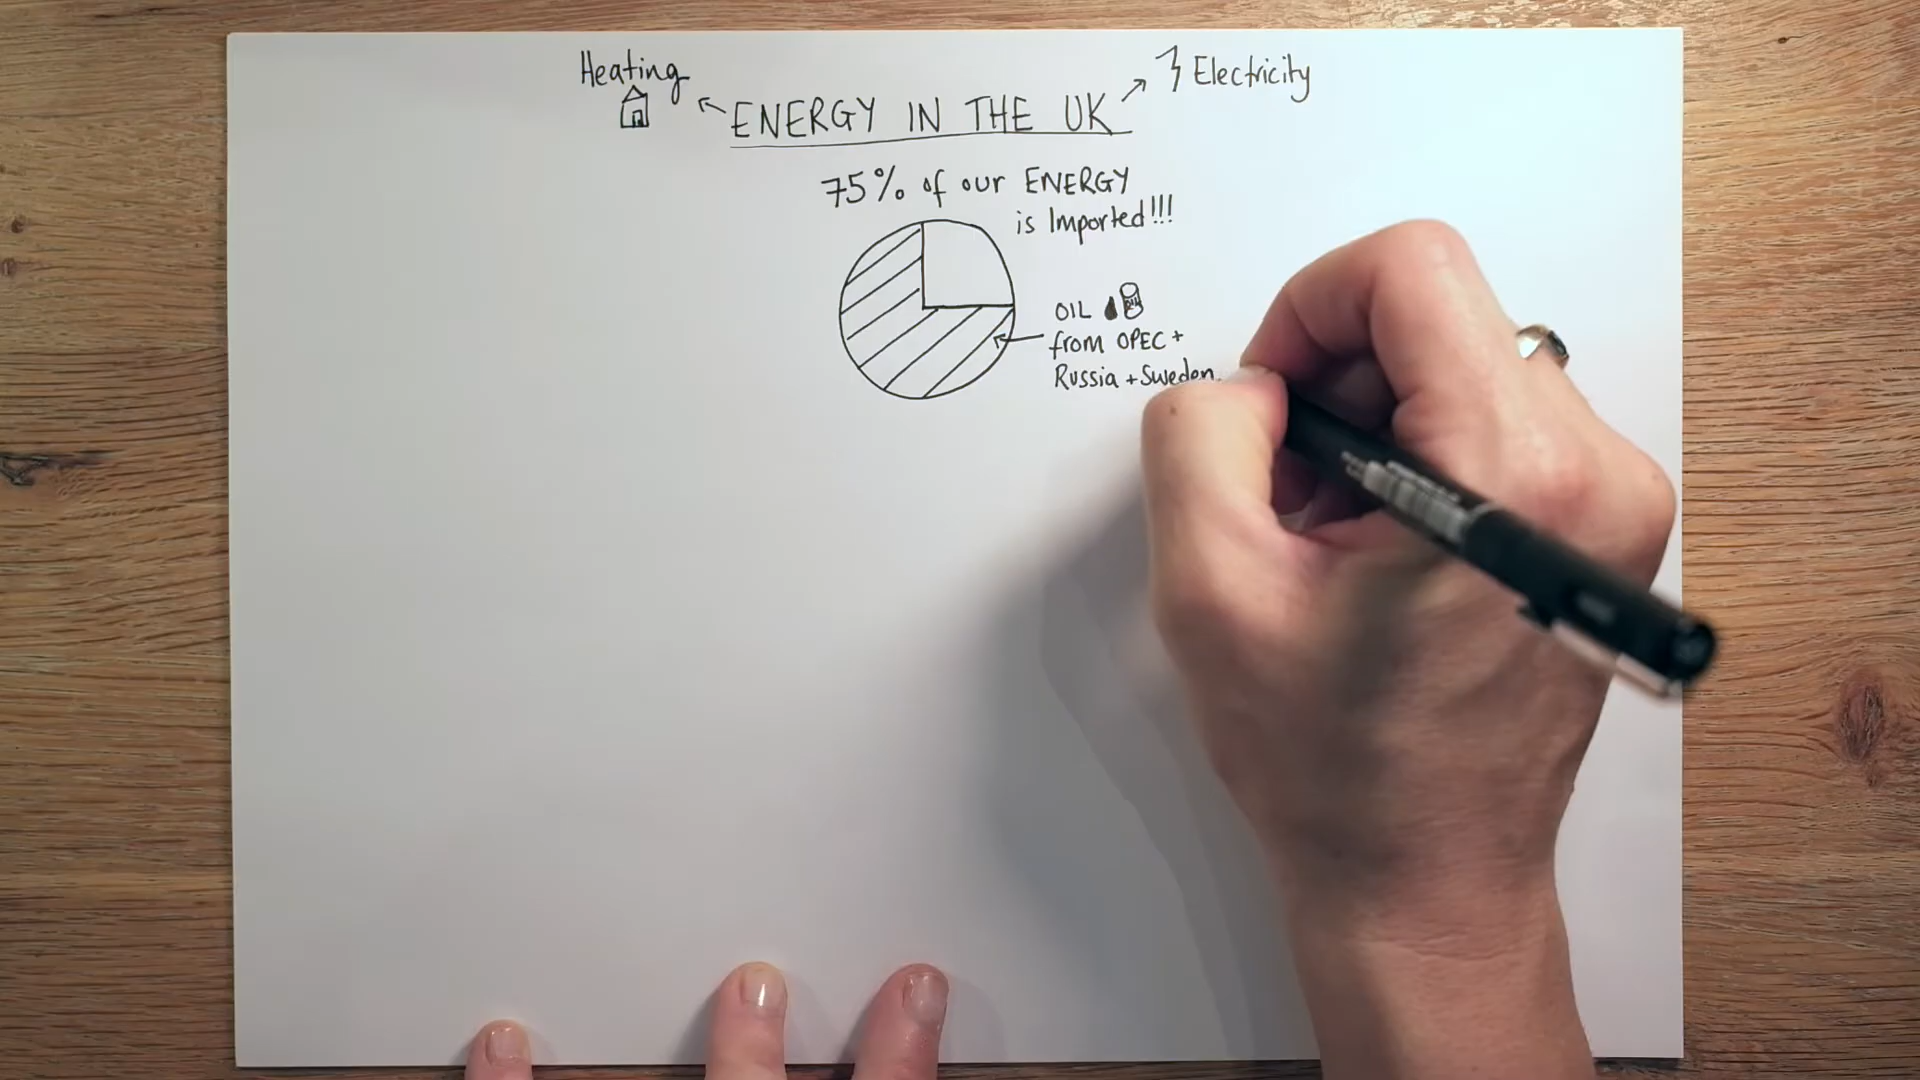 Heating
Electricity
ENERGY IN THE UK
75% of our ENERGY
is Imported!!!
OIL
from OPEC +
Russia + Sweden.